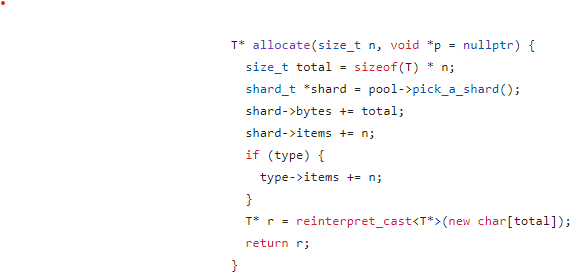 T* allocate(size_t n, void *p = nullptr) {
  size_t total = sizeof(T) * n;
  shard_t *shard = pool->pick_a_shard();
  shard->bytes += total;
  shard->items += n;
  if (type) {
    type->items += n;
  }
  T* r = reinterpret_cast<T*>(new char[total]);
  return r;
}